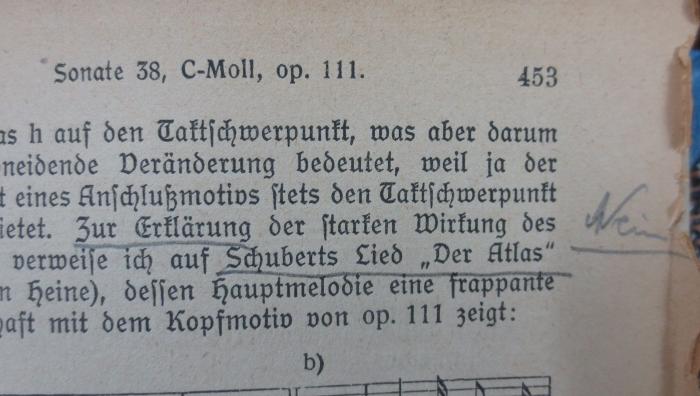 Sonate 38, C-Moll, op. 111.
453
as h auf den Taktschwerpunkt, was aber darum
neidende Veränderung bedeutet, weil ja der
t eines Anschlußmotivs stets den Taktschwerpunkt
ietet. Zur Erklärung der starken Wirkung des
Nein
verweise ich auf Schuberts Lied „Der Atlas“
n Heine), dessen Hauptmelodie eine frappante
haft mit dem Kopfmotiv von op. 111 zeigt:
b)